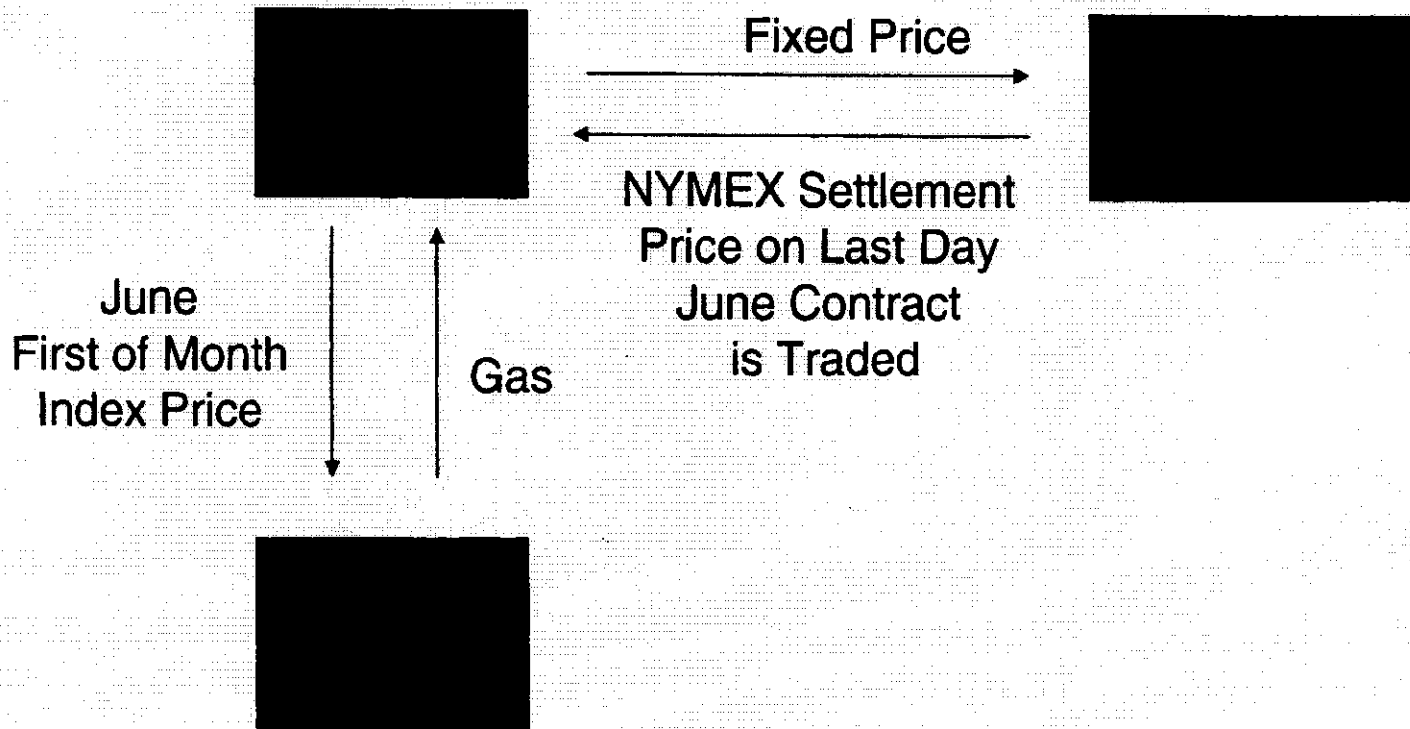 Fixed Price
NYMEX Settlement
Price on Last Day
June Contract
is Traded
June
First of Month
Index Price
Gas